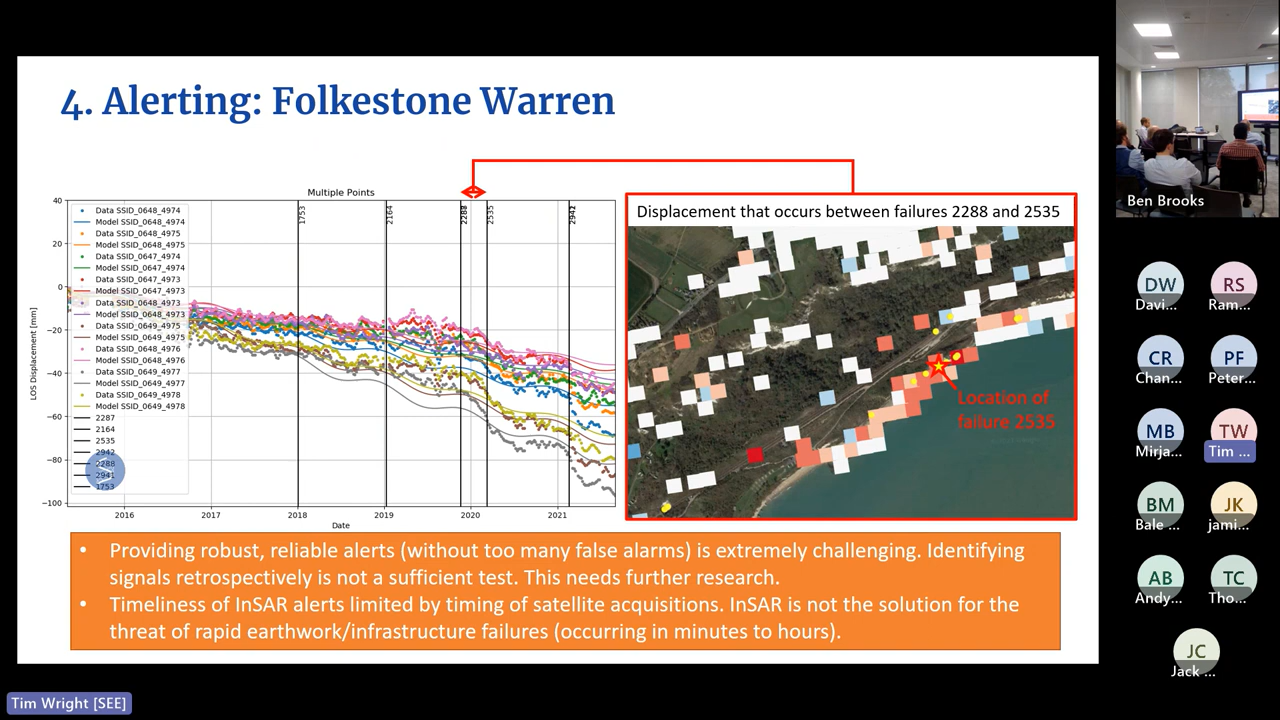 4. Alerting: Folkestone Warren
Multiple Points
40
20
0
−20
−40
−60
−80
−100
LOS Displacement [mm]
Data SSID_0648_4974
Model SSID_0648_4974
Data SSID_0648_4975
Model SSID_0648_4975
Data SSID_0647_4974
Model SSID_0647_4974
Data SSID_0647_4973
Model SSID_0647_4973
Data SSID_0648_4973
Model SSID_0648_4973
Data SSID_0649_4975
Model SSID_0649_4975
Data SSID_0648_4976
Model SSID_0648_4976
Data SSID_0649_4977
Model SSID_0649_4977
Data SSID_0649_4978
Model SSID_0649_4978
2287
2164
2535
2942
2288
2941
1753
1753
2164
2535
2016
2017
2018
2019
2020
2021
Date
Displacement that occurs between failures 2288 and 2535
Location of
failure 2535
• Providing robust, reliable alerts (without too many false alarms) is extremely challenging. Identifying
signals retrospectively is not a sufficient test. This needs further research.
• Timeliness of InSAR alerts limited by timing of satellite acquisitions. InSAR is not the solution for the
threat of rapid earthwork/infrastructure failures (occurring in minutes to hours).
Ben Brooks
DW
Davi...
RS
Ram...
CR
Chan...
PF
Peter...
MB
Mirja...
TW
Tim ...
BM
Bale ...
JK
jami...
AB
Andy...
TC
Tho...
JC
Jack ...
Tim Wright [SEE]